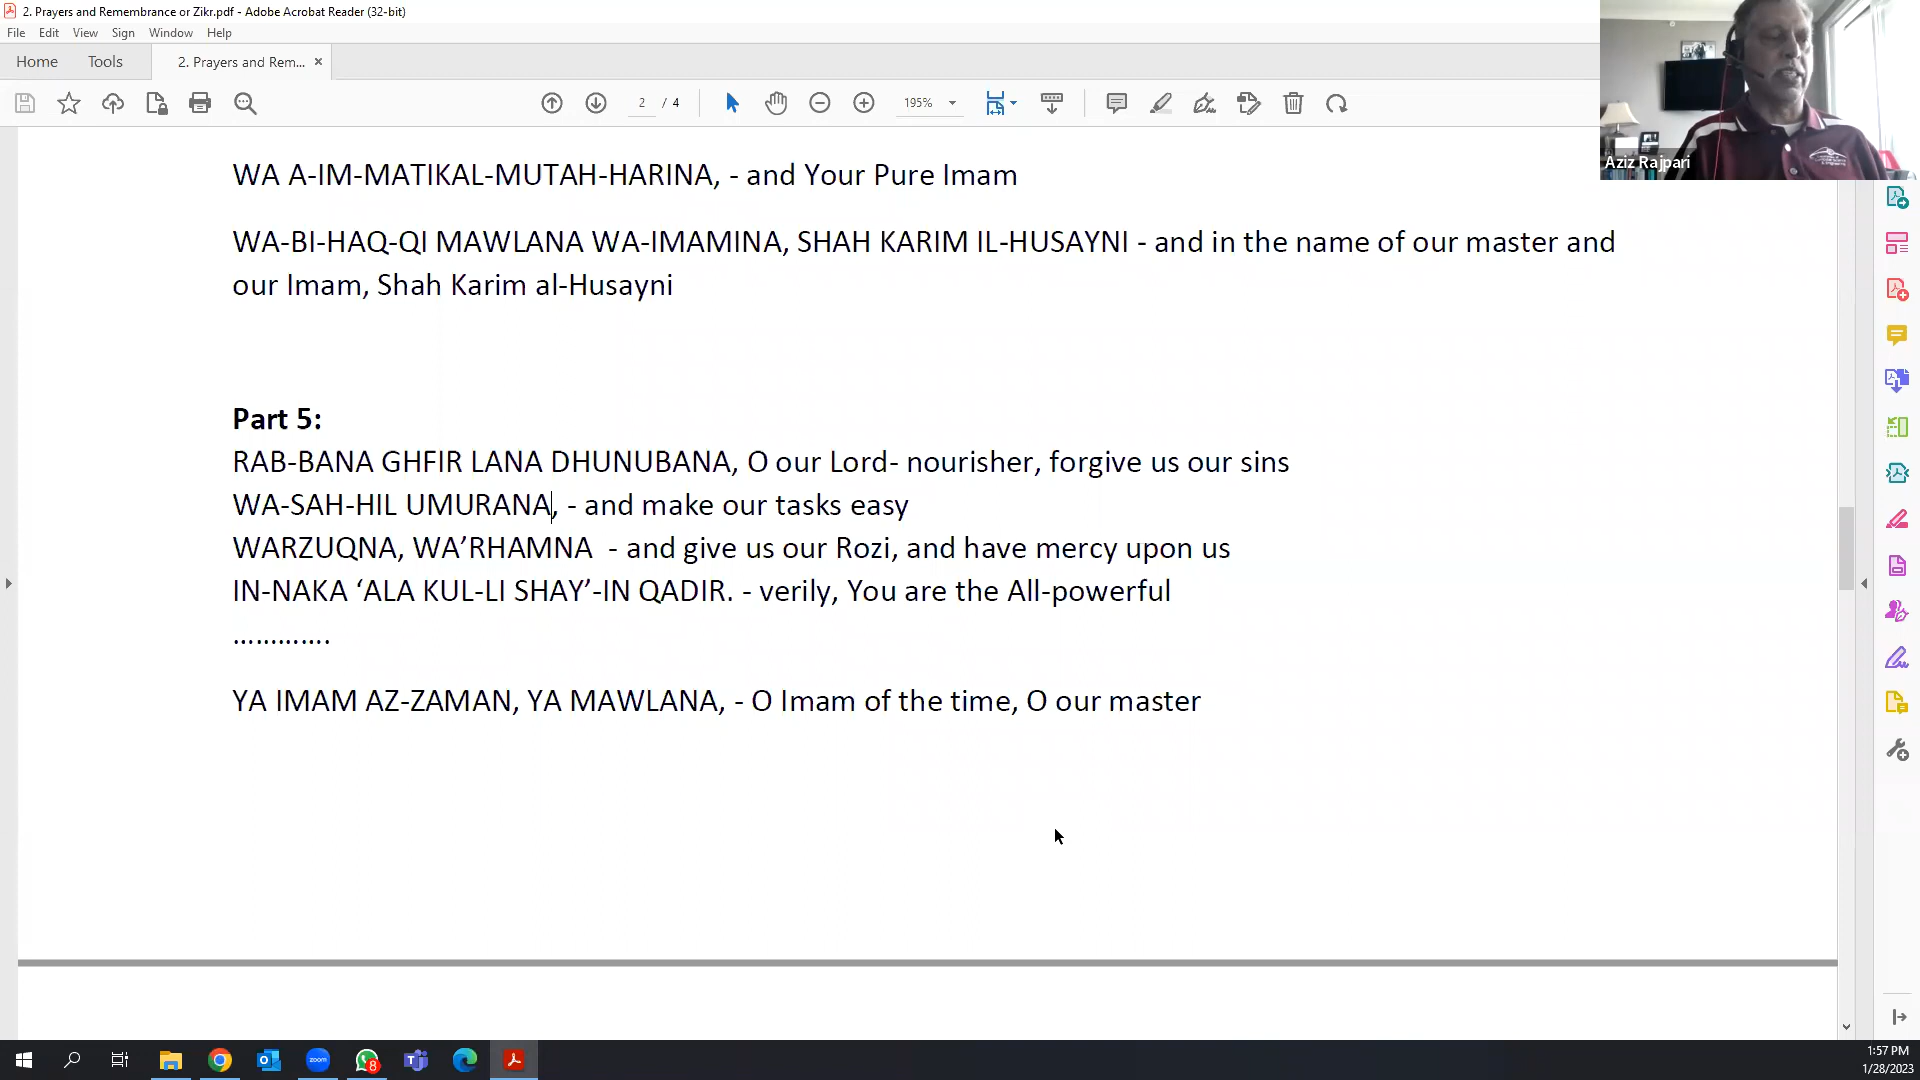 2. Prayers and Remembrance or Zikr.pdf - Adobe Acrobat Reader (32-bit)
File Edit View Sign Window Help
Home Tools 2. Prayers and Rem... ×
2 / 4 195%
Aziz Rajpari
WA A-IM-MATIKAL-MUTAH-HARINA, - and Your Pure Imam
WA-BI-HAQ-QI MAWLANA WA-IMAMINA, SHAH KARIM IL-HUSAYNI - and in the name of our master and
our Imam, Shah Karim al-Husayni
Part 5:
RAB-BANA GHFIR LANA DHUNUBANA, O our Lord- nourisher, forgive us our sins
WA-SAH-HIL UMURANA, - and make our tasks easy
WARZUQNA, WA’RHAMNA - and give us our Rozi, and have mercy upon us
IN-NAKA ‘ALA KUL-LI SHAY’-IN QADIR. - verily, You are the All-powerful
.............
YA IMAM AZ-ZAMAN, YA MAWLANA, - O Imam of the time, O our master
zoom 8
1:57 PM
1/28/2023